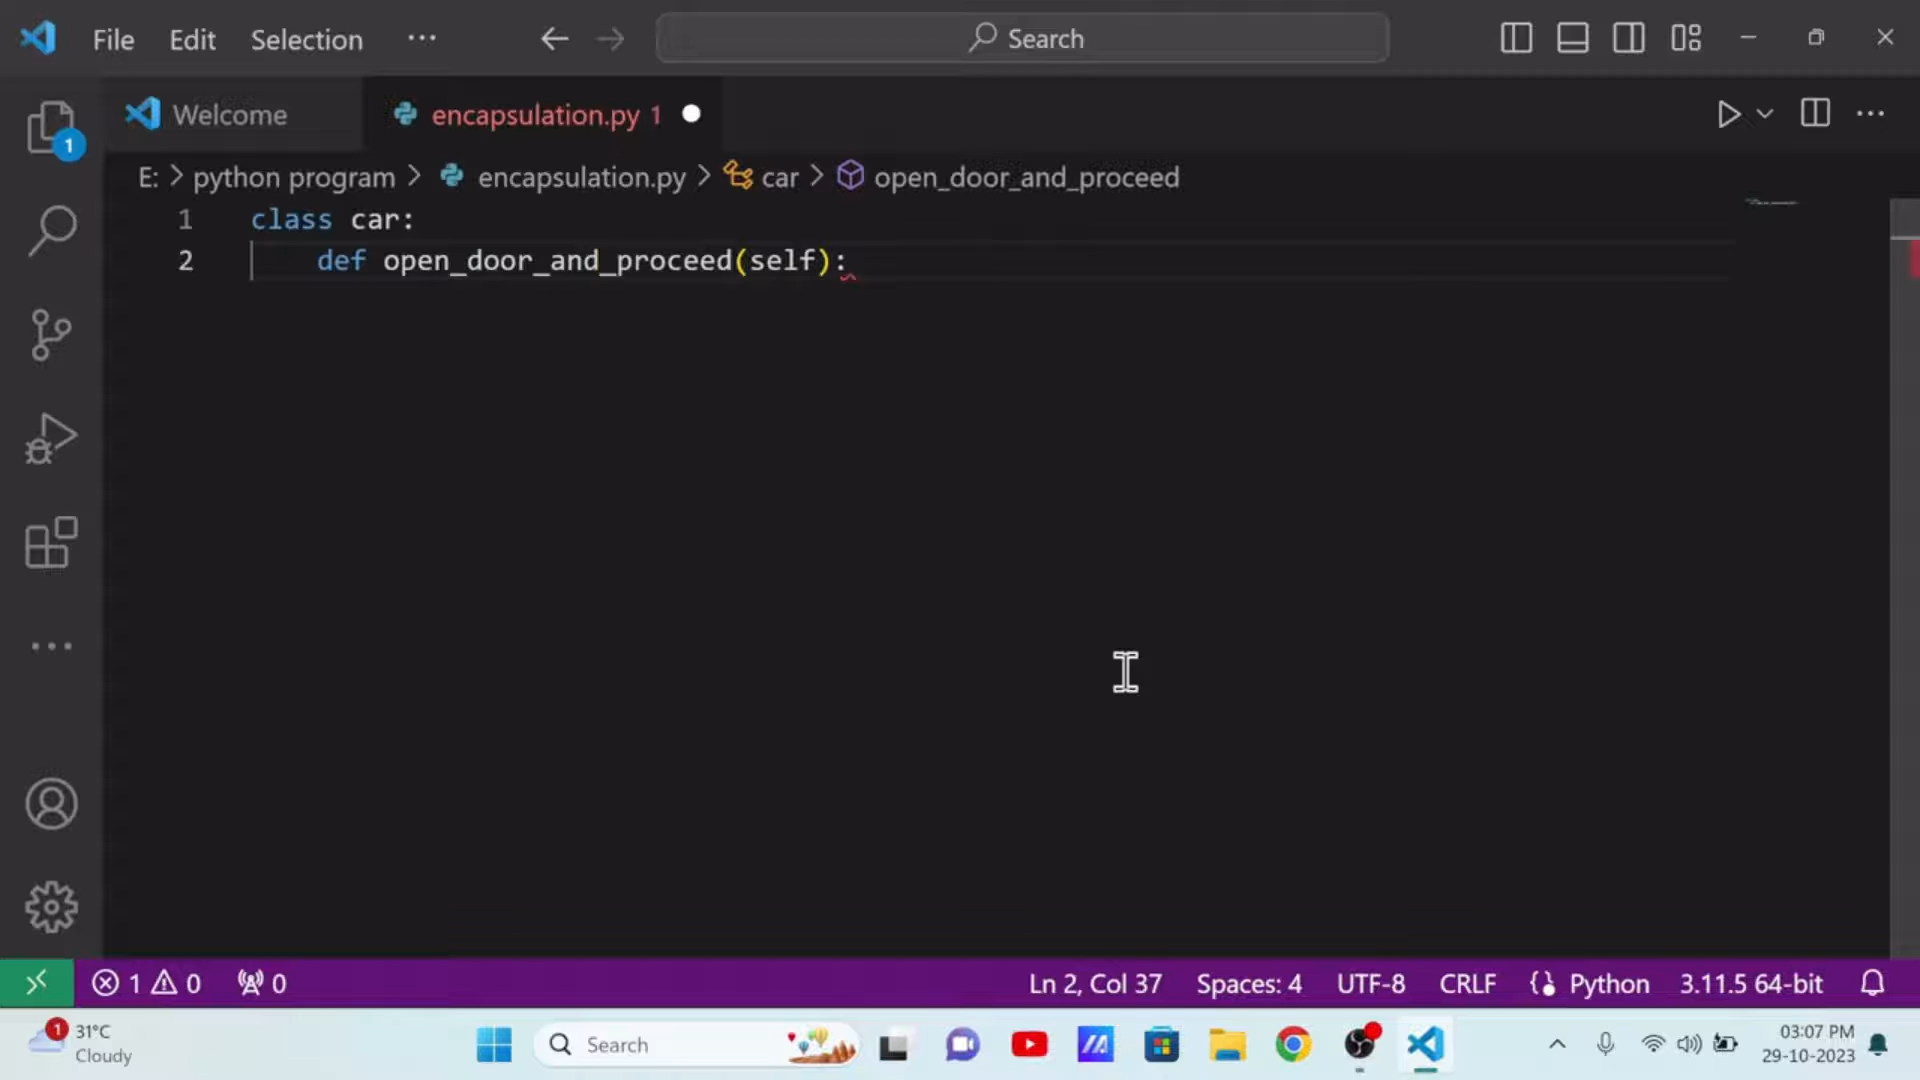 File Edit Selection ··· Search
Welcome encapsulation.py 1
E: > python program > encapsulation.py > car > open_door_and_proceed
1 class car:
2 def open_door_and_proceed(self):
1
1 0 0 Ln 2, Col 37 Spaces: 4 UTF-8 CRLF Python 3.11.5 64-bit
1 31°C
Cloudy
Search
03:07 PM
29-10-2023